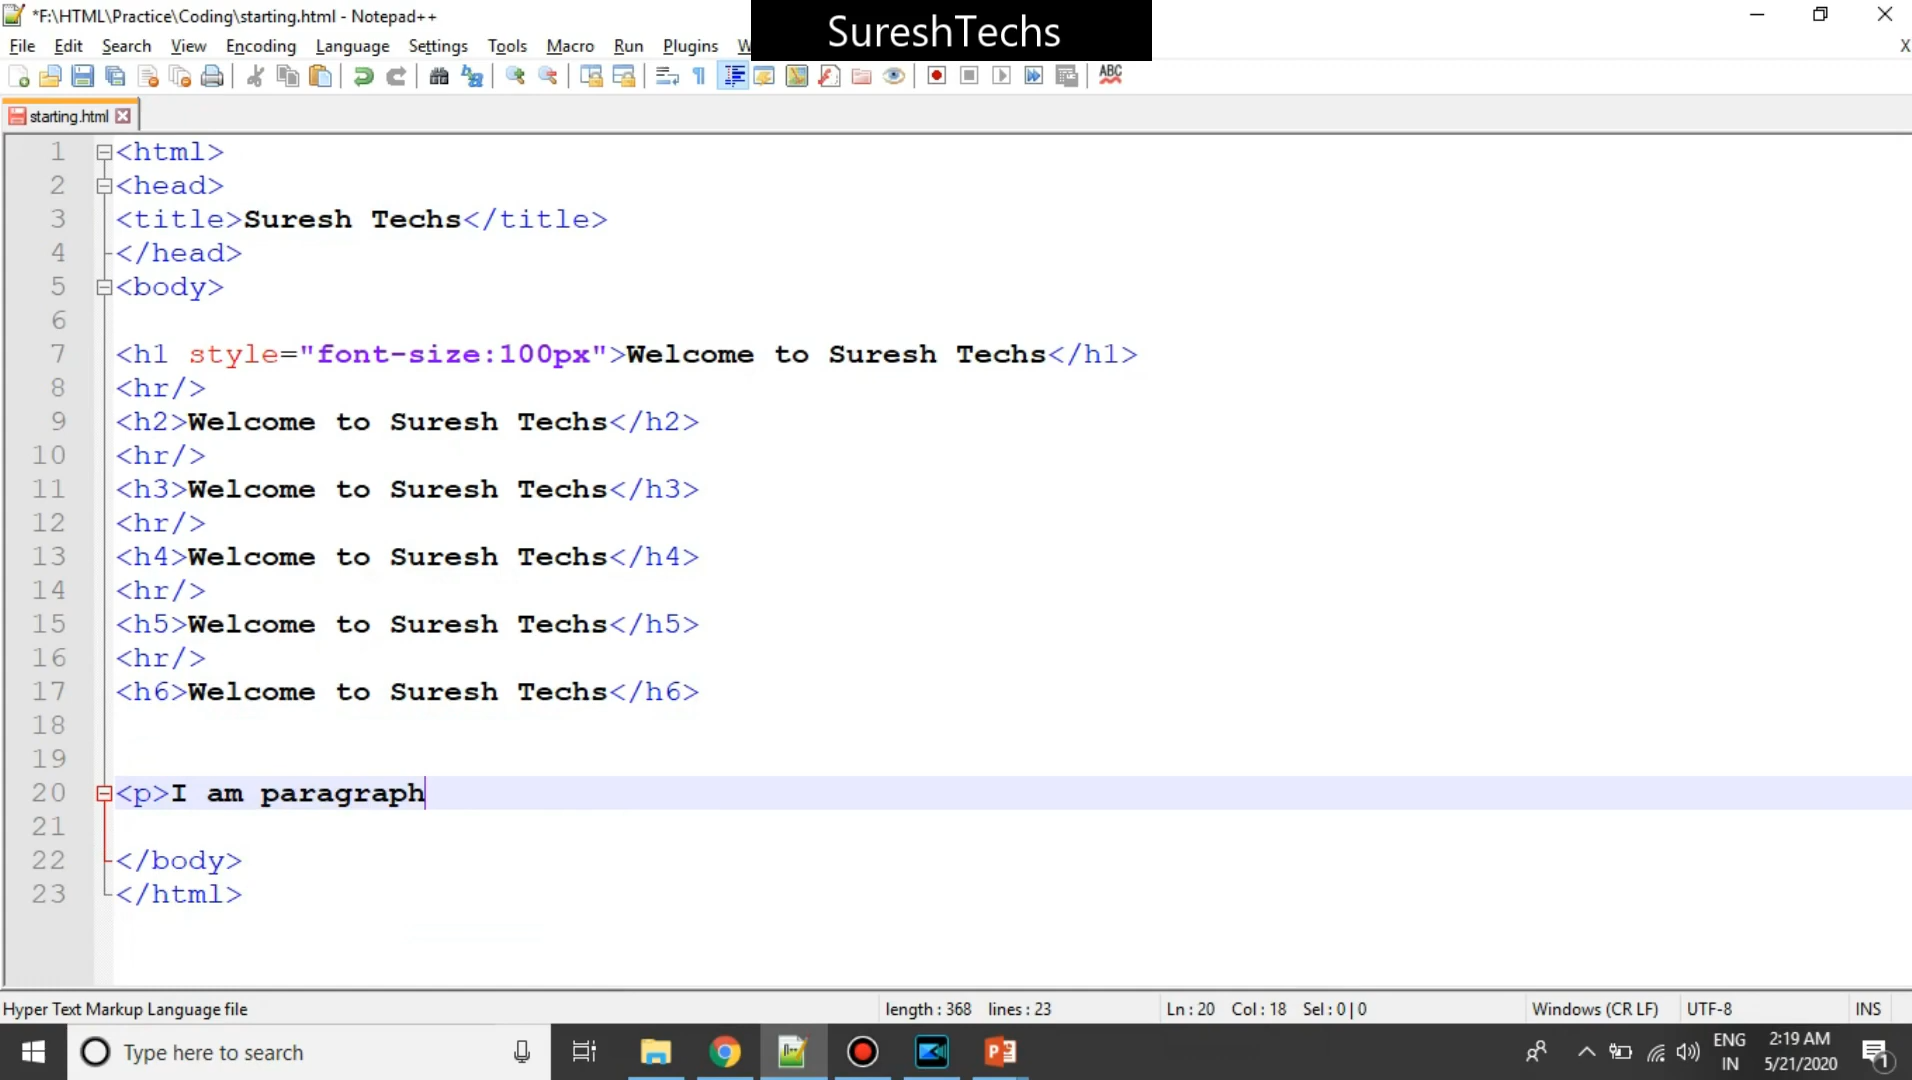 *F:\HTML\Practice\Coding\starting.html - Notepad++
SureshTechs
File Edit Search View Encoding Language Settings Tools Macro Run Plugins
X
ABC
starting.html
1 <html>
2 <head>
3 <title>Suresh Techs</title>
4 </head>
5 <body>
6
7 <h1 style="font-size:100px">Welcome to Suresh Techs</h1>
8 <hr/>
9 <h2>Welcome to Suresh Techs</h2>
10 <hr/>
11 <h3>Welcome to Suresh Techs</h3>
12 <hr/>
13 <h4>Welcome to Suresh Techs</h4>
14 <hr/>
15 <h5>Welcome to Suresh Techs</h5>
16 <hr/>
17 <h6>Welcome to Suresh Techs</h6>
18
19
20 <p>I am paragraph
21
22 </body>
23 </html>
Hyper Text Markup Language file length : 368 lines : 23 Ln : 20 Col : 18 Sel : 0 | 0 Windows (CR LF) UTF-8 INS
Type here to search
ENG
IN
2:19 AM
5/21/2020
1